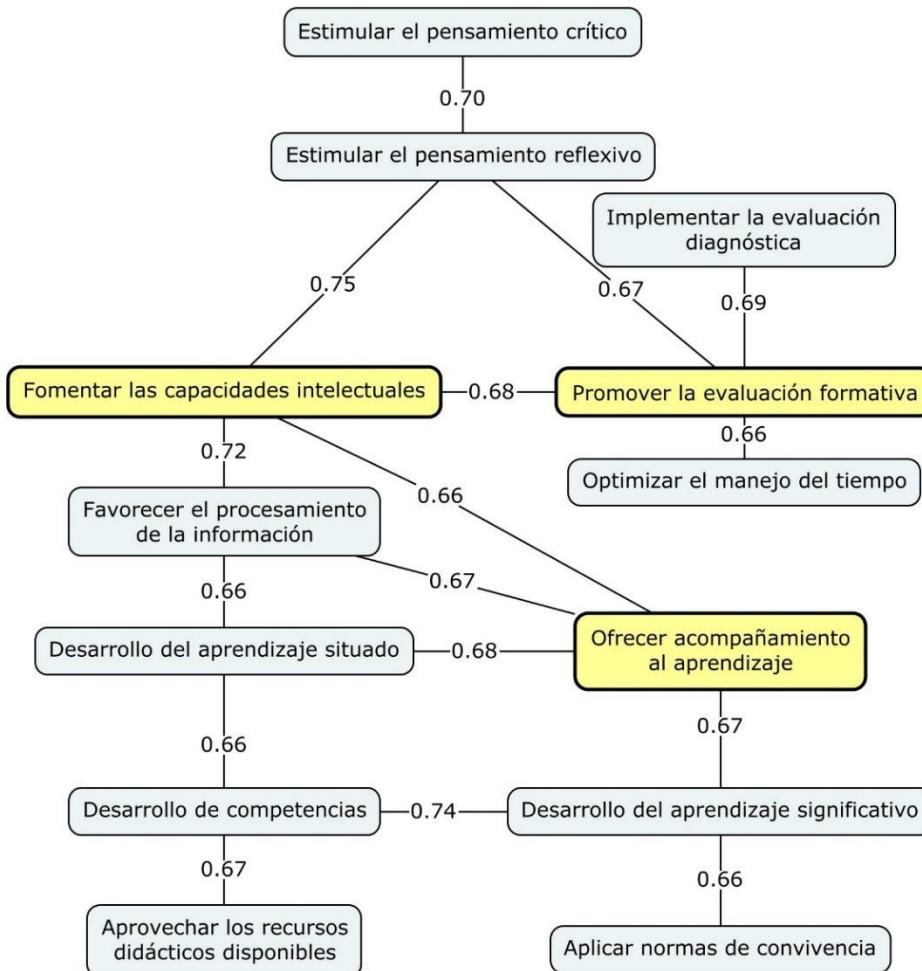 Estimular el pensamiento crítico
0.70
Estimular el pensamiento reflexivo
Implementar la evaluación
diagnóstica
0.75
0.67
0.69
Fomentar las capacidades intelectuales
0.68
Promover la evaluación formativa
0.72
0.66
Optimizar el manejo del tiempo
Favorecer el procesamiento
de la información
0.66
0.67
0.66
Ofrecer acompañamiento
al aprendizaje
Desarrollo del aprendizaje situado
0.68
0.66
0.67
Desarrollo de competencias
0.74
Desarrollo del aprendizaje significativo
0.67
0.66
Aprovechar los recursos
didácticos disponibles
Aplicar normas de convivencia